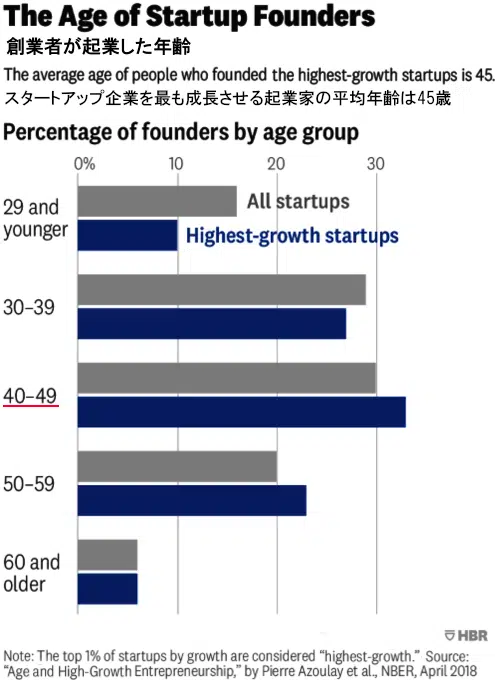 The Age of Startup Founders
創業者が起業した年齢
The average age of people who founded the highest-growth startups is 45.
スタートアップ企業を最も成長させる起業家の平均年齢は45歳
Percentage of founders by age group
0% 10 20 30
29 and
younger
All startups
Highest-growth startups
30–39
40–49
50–59
60 and
older
HBR
Note: The top 1% of startups by growth are considered “highest-growth.” Source:
“Age and High-Growth Entrepreneurship,” by Pierre Azoulay et al., NBER, April 2018